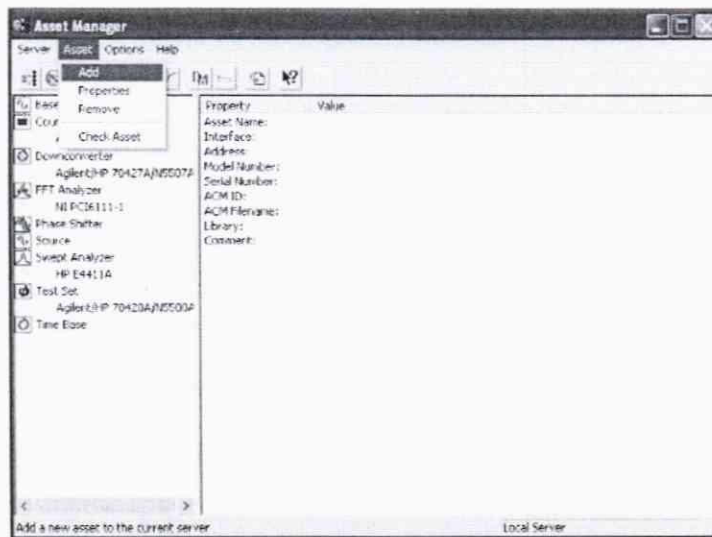 Asset Manager
Server Asset Options Help
Add
Properties
Remove
Check Asset
Base
Cou
Downconverter
Agilent/HP 70427A/N5507A
FFT Analyzer
NI PCI6111-1
Phase Shifter
Source
Swept Analyzer
HP E4411A
Test Set
Agilent/HP 70420A/N5500A
Time Base
Property Value
Asset Name:
Interface:
Address:
Model Number:
Serial Number:
ACM ID:
ACM Filename:
Library:
Comment:
Add a new asset to the current server
Local Server